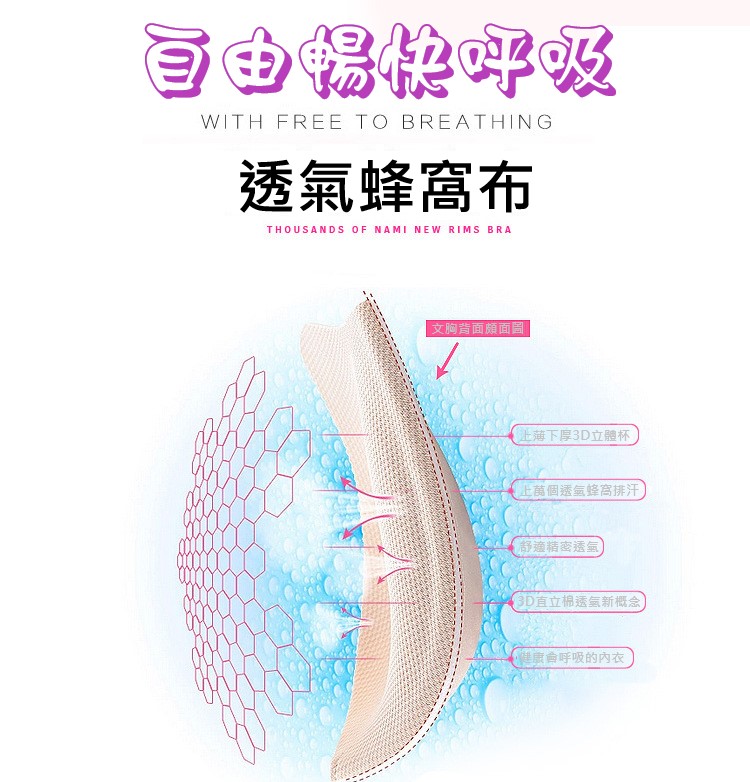 自由暢快呼吸
WITH FREE TO BREATHING
透氣蜂窩布
THOUSANDS OF NAMI NEW RIMS BRA
文胸背面顏面圖
上薄下厚3D立體杯
上萬個透氣蜂窩排汗
舒適精密透氣
3D直立棉透氣新概念
健康會呼吸的內衣